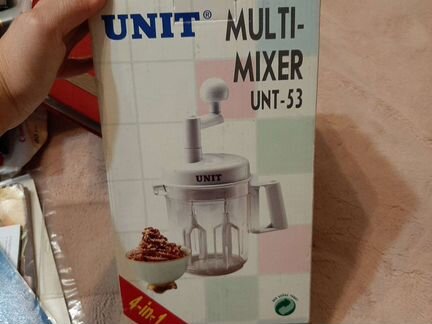 UNIT®
MULTI-
MIXER
UNT-53
UNIT
4-in-1